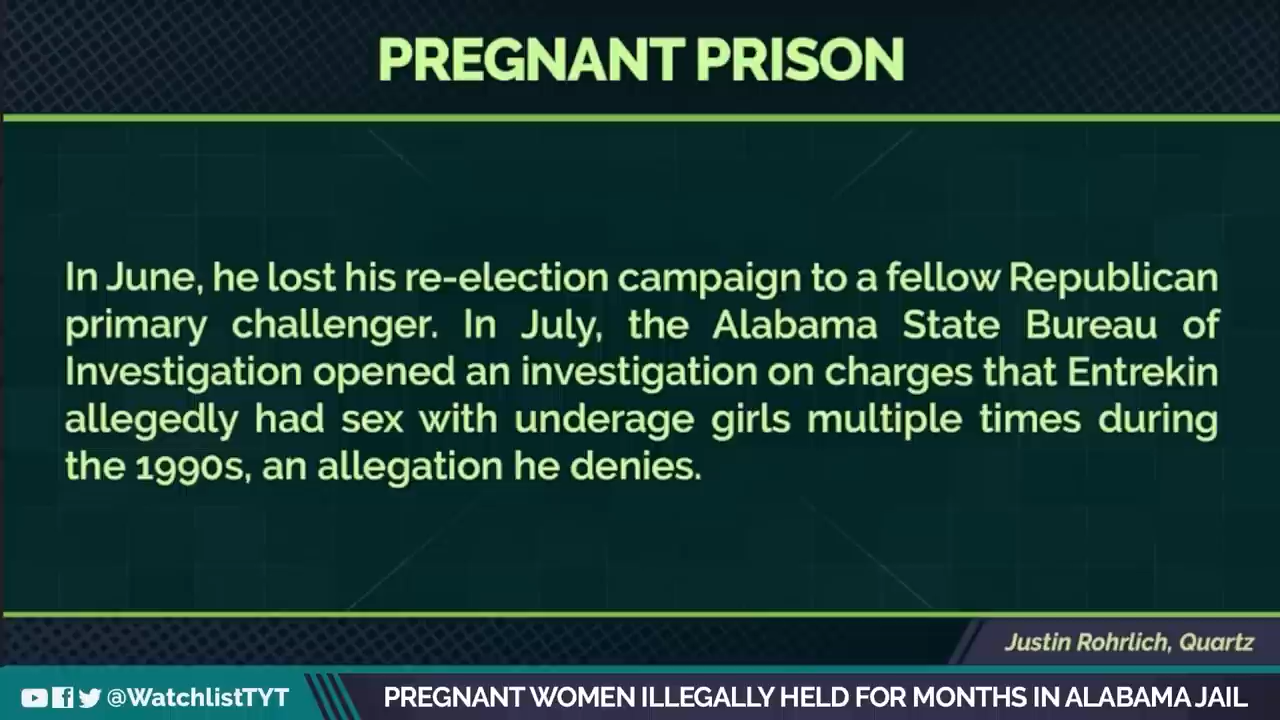 PREGNANT PRISON
In June, he lost his re-election campaign to a fellow Republican
primary challenger. In July, the Alabama State Bureau of
Investigation opened an investigation on charges that Entrekin
allegedly had sex with underage girls multiple times during
the 1990s, an allegation he denies.
Justin Rohrlich, Quartz
@WatchlistTYT
PREGNANT WOMEN ILLEGALLY HELD FOR MONTHS IN ALABAMA JAIL